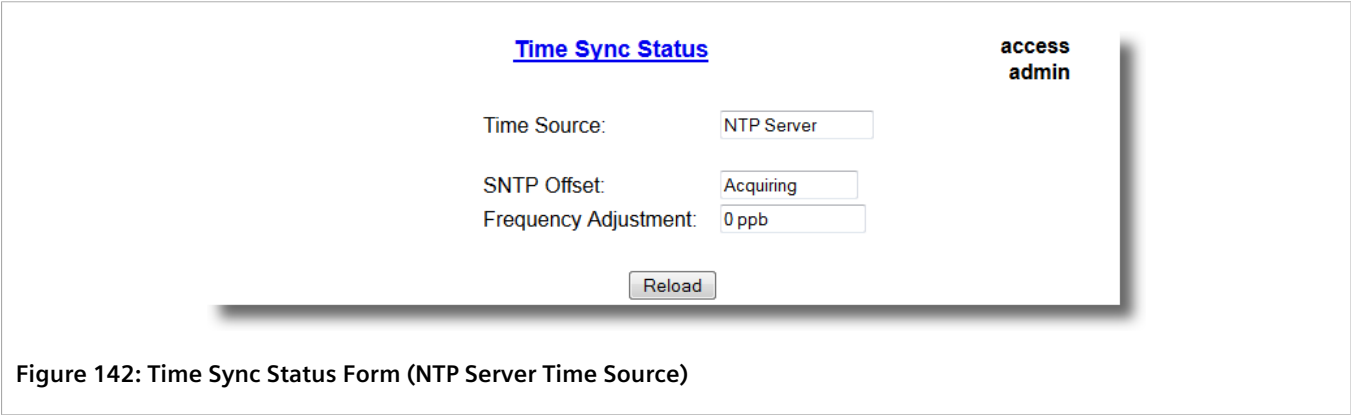 Time Sync Status
access
admin
Time Source: NTP Server
SNTP Offset: Acquiring
Frequency Adjustment: 0 ppb
Reload
Figure 142: Time Sync Status Form (NTP Server Time Source)